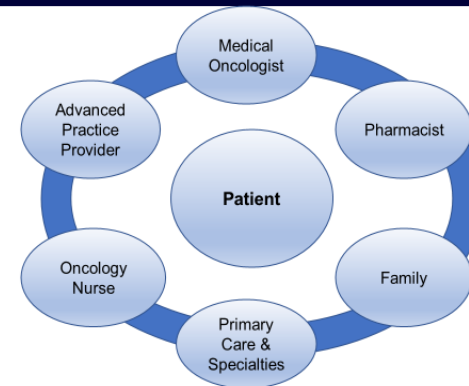 Medical
Oncologist
Advanced
Practice
Provider
Pharmacist
Patient
Oncology
Nurse
Family
Primary
Care &
Specialties